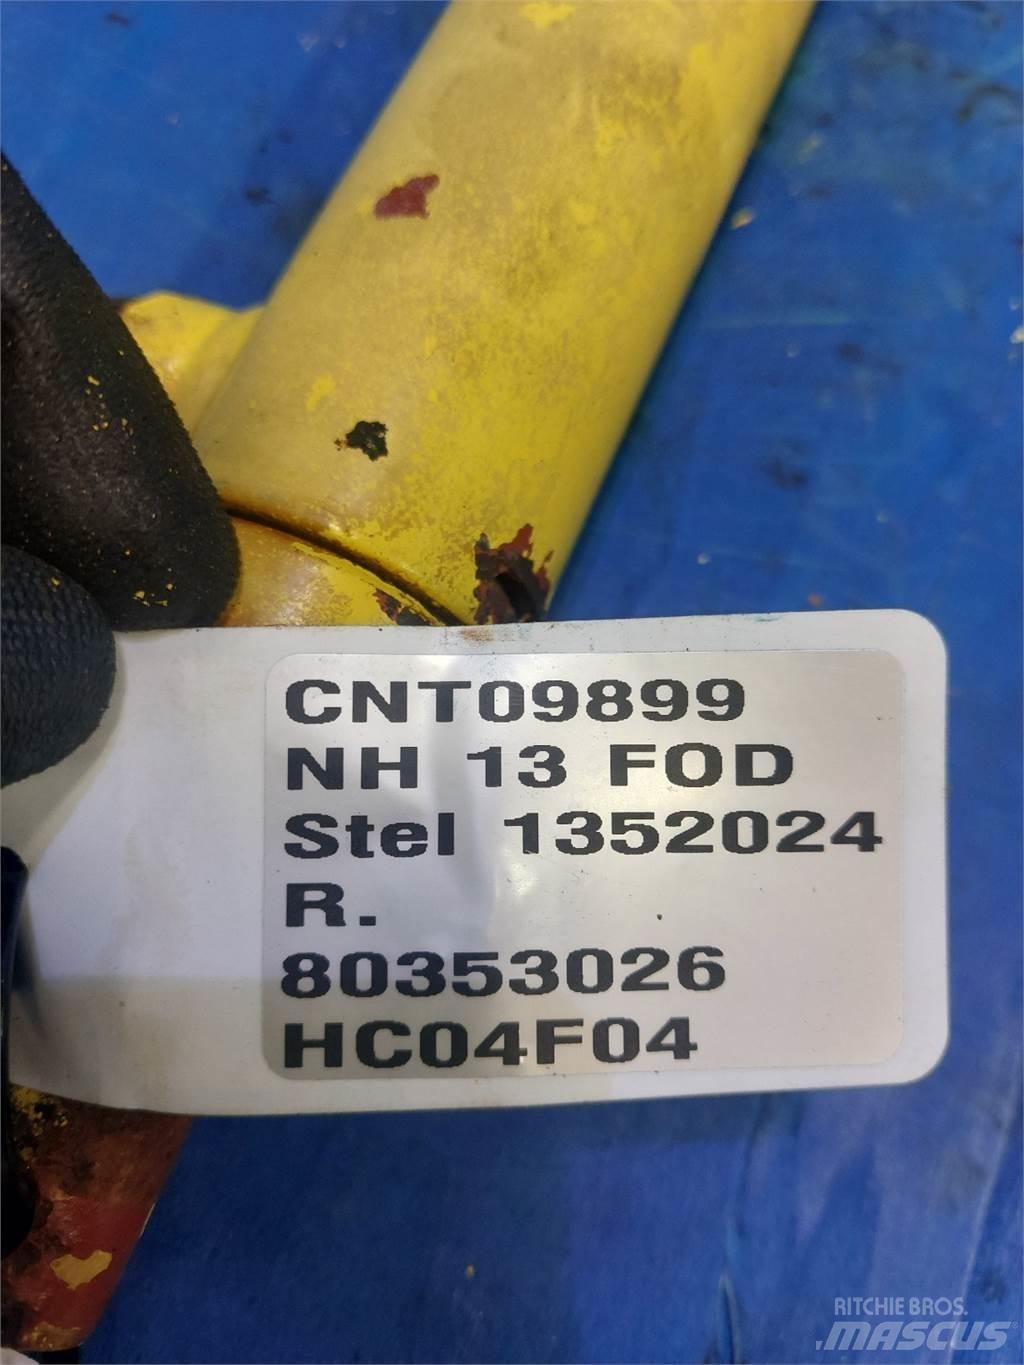 CNT09899
NH 13 FOD
Stel 1352024
R.
80353026
HC04F04
RITCHIE BROS.
MASCUS